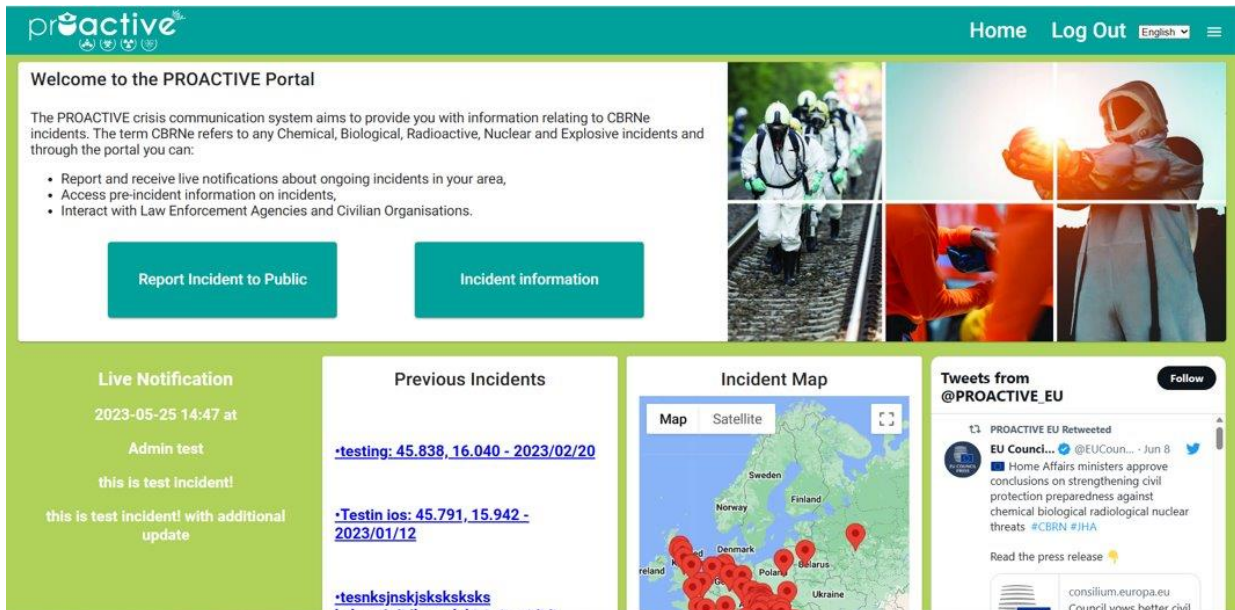 proactive
Home Log Out English
Welcome to the PROACTIVE Portal
The PROACTIVE crisis communication system aims to provide you with information relating to CBRNe
incidents. The term CBRNe refers to any Chemical, Biological, Radioactive, Nuclear and Explosive incidents and
through the portal you can:
• Report and receive live notifications about ongoing incidents in your area,
• Access pre-incident information on incidents,
• Interact with Law Enforcement Agencies and Civilian Organisations.
Report Incident to Public
Incident information
Live Notification
2023-05-25 14:47 at
Admin test
this is test incident!
this is test incident! with additional
update
Previous Incidents
•testing: 45.838, 16.040 - 2023/02/20
•Testin ios: 45.791, 15.942 -
2023/01/12
•tesnksjnskjsksksksks
Incident Map
Map Satellite
Sweden
Finland
Norway
Denmark
Poland
Belarus
Ukraine
Tweets from
@PROACTIVE_EU
Follow
PROACTIVE EU Retweeted
EU Counci... @EUCoun... · Jun 8
Home Affairs ministers approve
conclusions on strengthening civil
protection preparedness against
chemical biological radiological nuclear
threats #CBRN #JHA
Read the press release
consilium.europa.eu
Council vows better civil